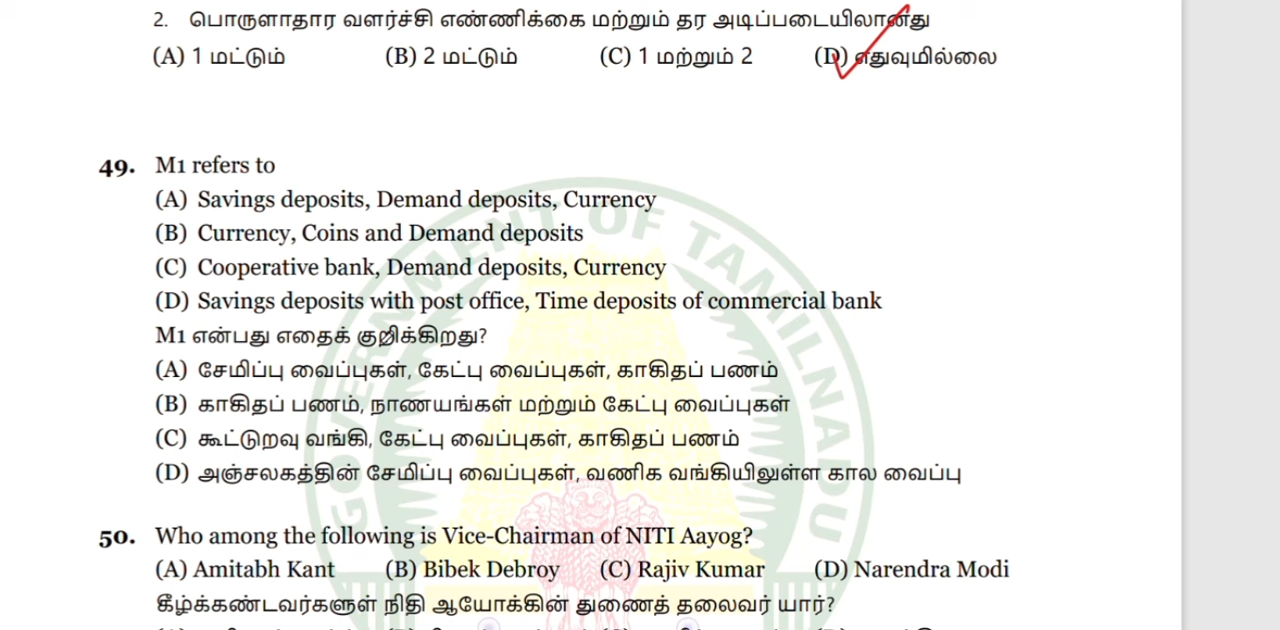 2. பொருளாதார வளர்ச்சி எண்ணிக்கை மற்றும் தர அடிப்படையிலானது
(A) 1 மட்டும் (B) 2 மட்டும் (C) 1 மற்றும் 2 (D) எதுவுமில்லை
49. M1 refers to
(A) Savings deposits, Demand deposits, Currency
(B) Currency, Coins and Demand deposits
(C) Cooperative bank, Demand deposits, Currency
(D) Savings deposits with post office, Time deposits of commercial bank
M1 என்பது எதைக் குறிக்கிறது?
(A) சேமிப்பு வைப்புகள், கேட்பு வைப்புகள், காகிதப் பணம்
(B) காகிதப் பணம், நாணயங்கள் மற்றும் கேட்பு வைப்புகள்
(C) கூட்டுறவு வங்கி, கேட்பு வைப்புகள், காகிதப் பணம்
(D) அஞ்சலகத்தின் சேமிப்பு வைப்புகள், வணிக வங்கியிலுள்ள கால வைப்பு
50. Who among the following is Vice-Chairman of NITI Aayog?
(A) Amitabh Kant (B) Bibek Debroy (C) Rajiv Kumar (D) Narendra Modi
கீழ்க்கண்டவர்களுள் நிதி ஆயோக்கின் துணைத் தலைவர் யார்?
GOVERNMENT OF TAMILNADU